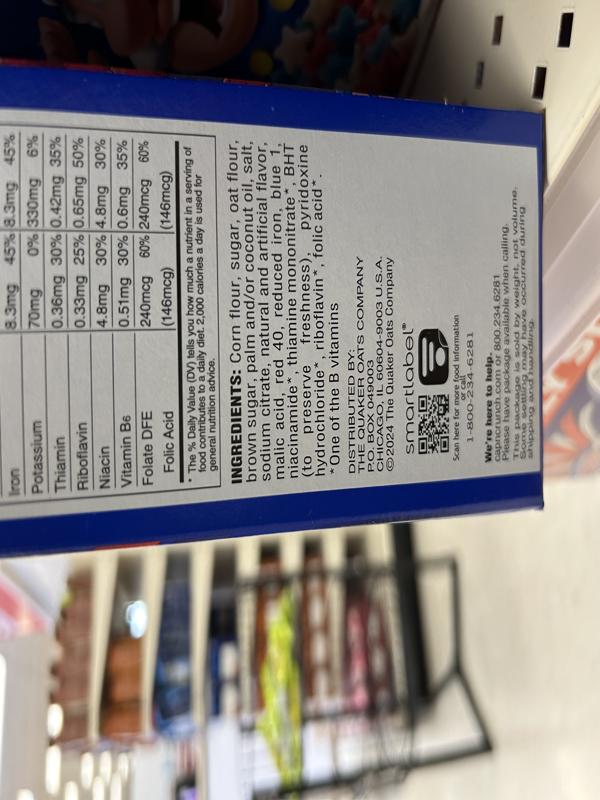 Iron 8.3mg 45% 8.3mg 45%
Potassium 70mg 0% 330mg 6%
Thiamin 0.36mg 30% 0.42mg 35%
Riboflavin 0.33mg 25% 0.65mg 50%
Niacin 4.8mg 30% 4.8mg 30%
Vitamin B6 0.51mg 30% 0.6mg 35%
Folate DFE 240mcg 60% 240mcg 60%
Folic Acid (146mcg) (146mcg)
* The % Daily Value (DV) tells you how much a nutrient in a serving of
food contributes to a daily diet. 2,000 calories a day is used for
general nutrition advice.
INGREDIENTS: Corn flour, sugar, oat flour,
brown sugar, palm and/or coconut oil, salt,
sodium citrate, natural and artificial flavor,
malic acid, red 40, reduced iron, blue 1,
niacinamide*, thiamine mononitrate*, BHT
(to preserve freshness), pyridoxine
hydrochloride*, riboflavin*, folic acid*.
*One of the B vitamins
DISTRIBUTED BY:
THE QUAKER OATS COMPANY
P.O. BOX 049003
CHICAGO, IL 60604-9003 U.S.A.
©2024 The Quaker Oats Company
smartlabel®
Scan here for more food information
or call
1-800-234-6281
We're here to help.
capncrunch.com or 800.234.6281
Please have package available when calling.
This package is sold by weight, not volume.
Some settling may have occurred during
shipping and handling.